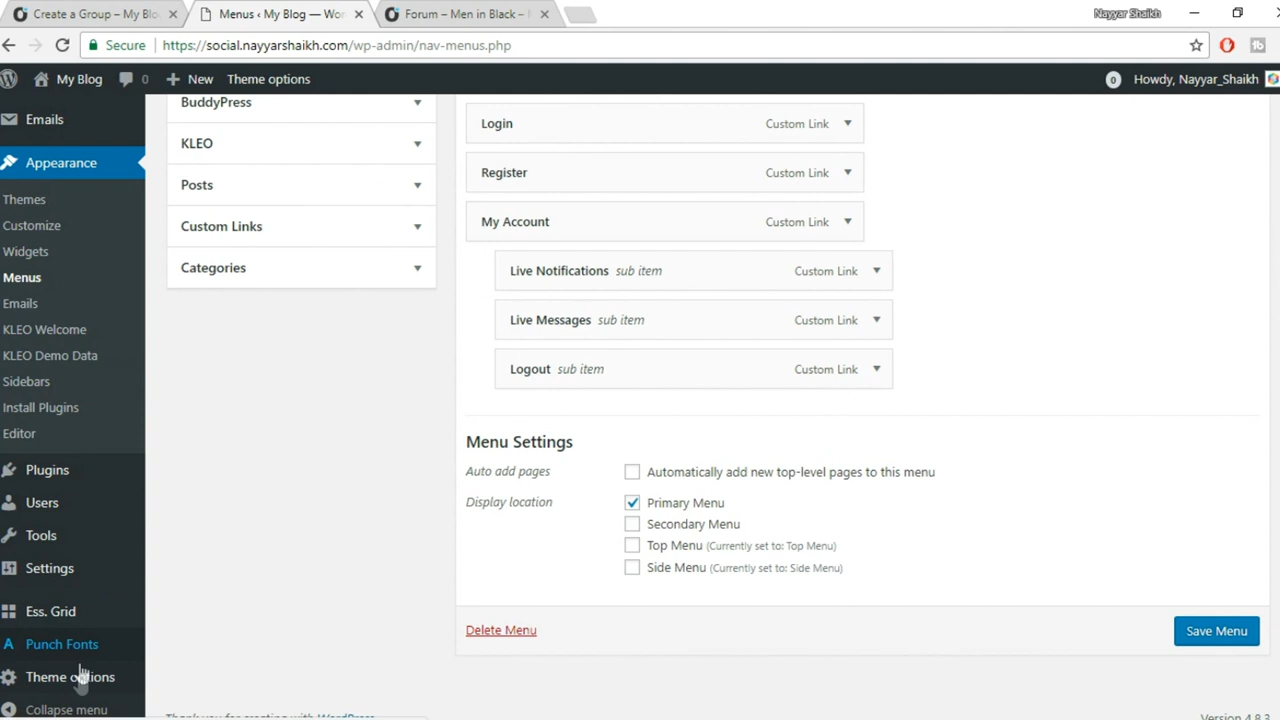 Create a Group – My Blo
Menus ‹ My Blog — Wor
Forum – Men in Black –
Nayyar Shaikh
Secure
https://social.nayyarshaikh.com/wp-admin/nav-menus.php
My Blog
0
New
Theme options
0
Howdy, Nayyar_Shaikh
Emails
Appearance
Themes
Customize
Widgets
Menus
Emails
KLEO Welcome
KLEO Demo Data
Sidebars
Install Plugins
Editor
Plugins
Users
Tools
Settings
Ess. Grid
Punch Fonts
Theme options
Collapse menu
BuddyPress
KLEO
Posts
Custom Links
Categories
Login Custom Link
Register Custom Link
My Account Custom Link
Live Notifications sub item Custom Link
Live Messages sub item Custom Link
Logout sub item Custom Link
Menu Settings
Auto add pages
Automatically add new top-level pages to this menu
Display location
Primary Menu
Secondary Menu
Top Menu (Currently set to: Top Menu)
Side Menu (Currently set to: Side Menu)
Delete Menu
Save Menu
Thank you for creating with WordPress
Version 4.8.3